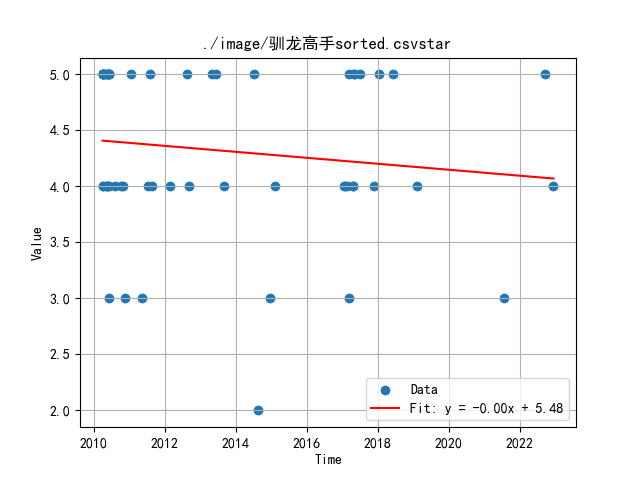 ./image/驯龙高手sorted.csvstar
5.0
4.5
4.0
3.5
3.0
2.5
2.0
Value
2010 2012 2014 2016 2018 2020 2022
Time
Data
Fit: y = -0.00x + 5.48